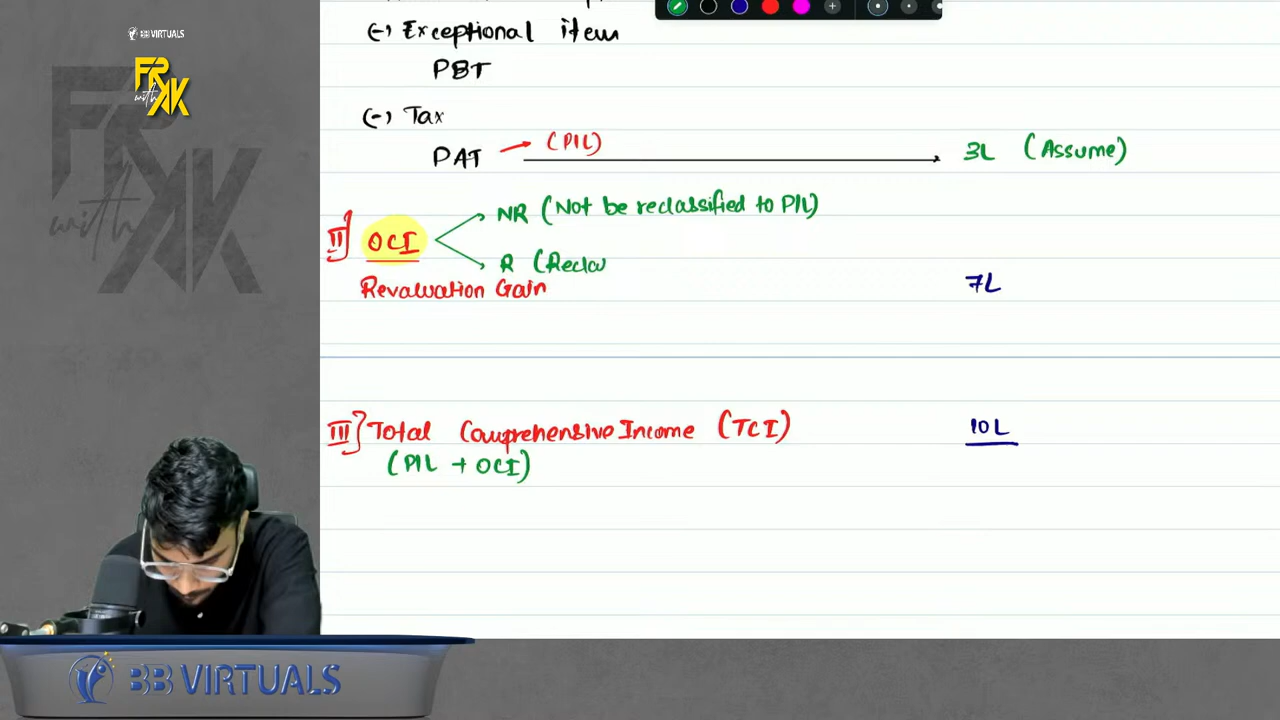 BB VIRTUALS
FR with AK
(-) Exceptional item
PBT
(-) Tax
PAT → (P/L) → 3L (Assume)
NR (Not be reclassified to P/L)
II] OCI
R (Recla
Revaluation Gain 7L
III] Total Comprehensive Income (TCI) 10L
(P/L + OCI)
BB VIRTUALS